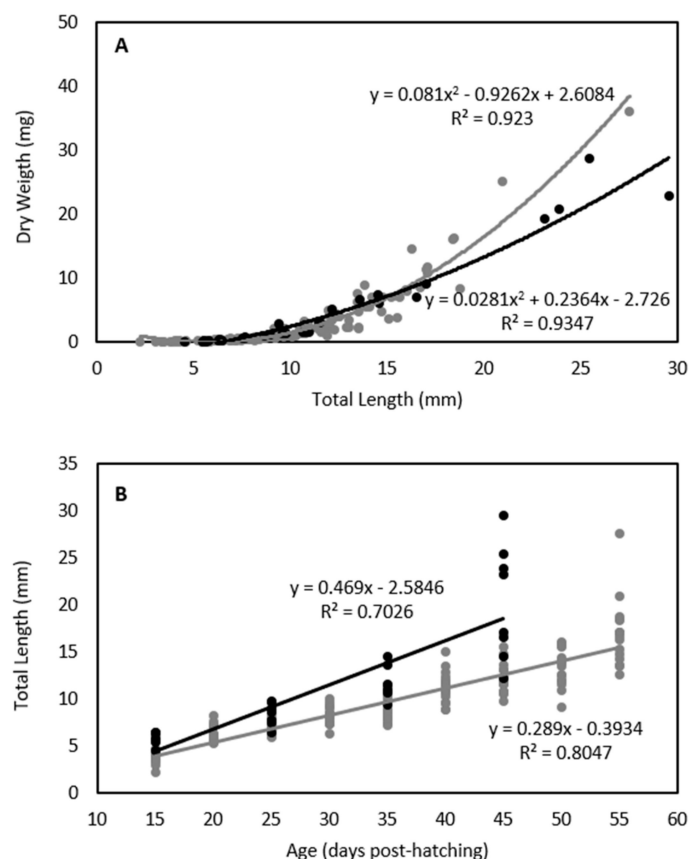 50
A
40
y = 0.081x² - 0.9262x + 2.6084
R² = 0.923
30
Dry Weigth (mg)
20
10
y = 0.0281x² + 0.2364x - 2.726
R² = 0.9347
0
0 5 10 15 20 25 30
Total Length (mm)
35
B
30
25
y = 0.469x - 2.5846
R² = 0.7026
20
Total Length (mm)
15
10
y = 0.289x - 0.3934
R² = 0.8047
5
0
10 15 20 25 30 35 40 45 50 55 60
Age (days post-hatching)